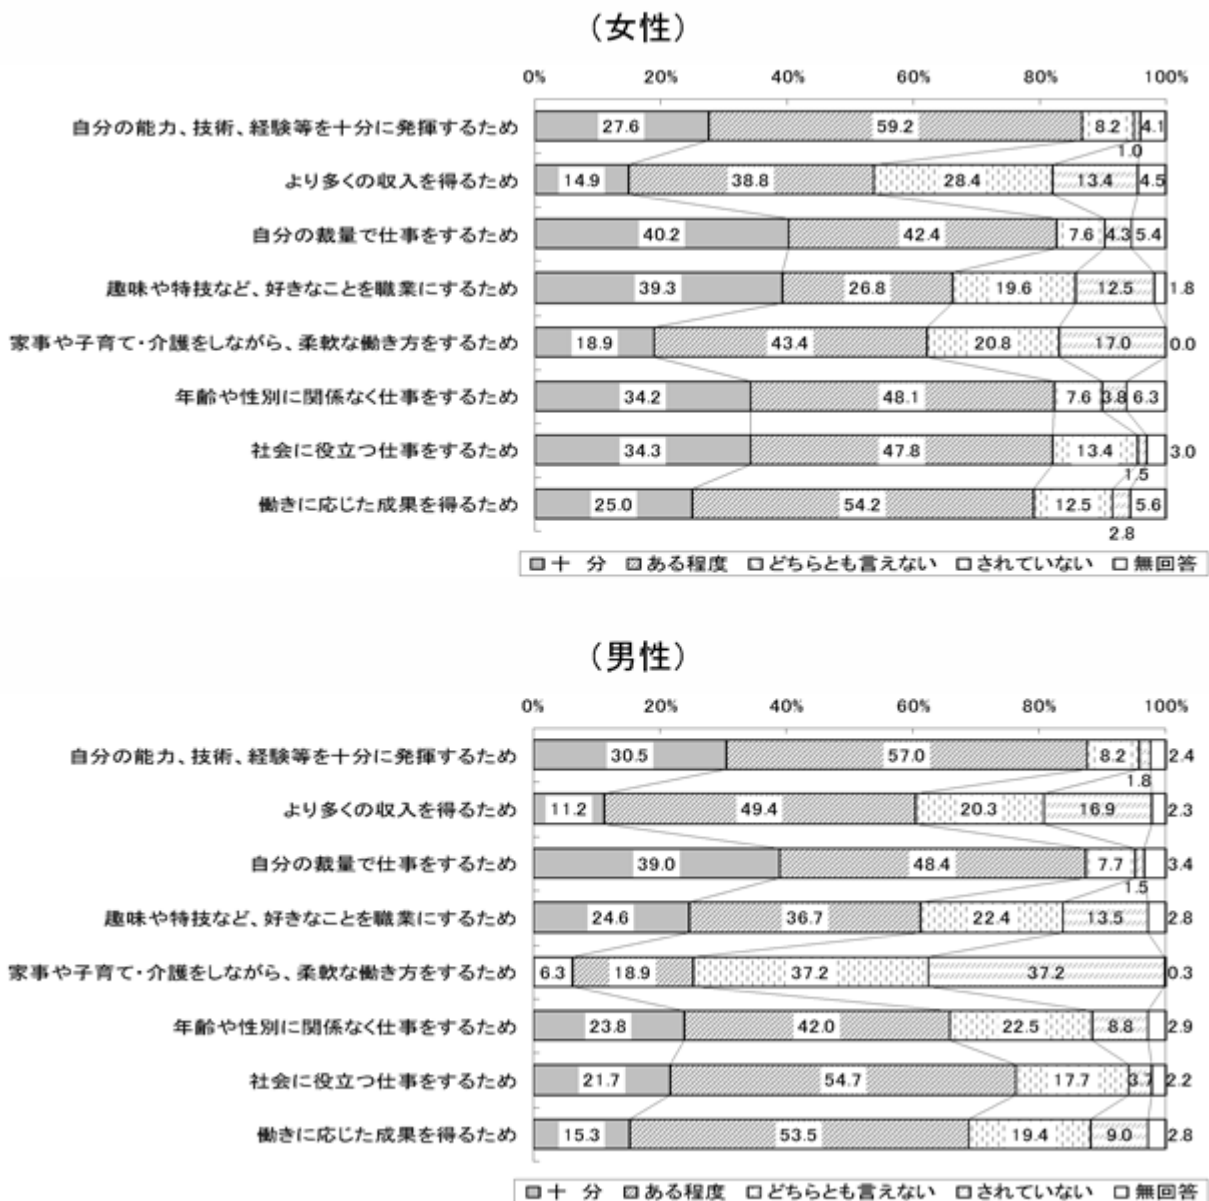 （女性）
0% 20% 40% 60% 80% 100%
自分の能力、技術、経験等を十分に発揮するため 27.6 59.2 8.2 4.1
1.0
より多くの収入を得るため 14.9 38.8 28.4 13.4 4.5
自分の裁量で仕事をするため 40.2 42.4 7.6 4.3 5.4
趣味や特技など、好きなことを職業にするため 39.3 26.8 19.6 12.5 1.8
家事や子育て・介護をしながら、柔軟な働き方をするため 18.9 43.4 20.8 17.0 0.0
年齢や性別に関係なく仕事をするため 34.2 48.1 7.6 3.8 6.3
社会に役立つ仕事をするため 34.3 47.8 13.4 3.0
1.5
働きに応じた成果を得るため 25.0 54.2 12.5 5.6
2.8
十 分 ある程度 どちらとも言えない されていない 無回答
（男性）
0% 20% 40% 60% 80% 100%
自分の能力、技術、経験等を十分に発揮するため 30.5 57.0 8.2 2.4
1.8
より多くの収入を得るため 11.2 49.4 20.3 16.9 2.3
自分の裁量で仕事をするため 39.0 48.4 7.7 3.4
1.5
趣味や特技など、好きなことを職業にするため 24.6 36.7 22.4 13.5 2.8
家事や子育て・介護をしながら、柔軟な働き方をするため 6.3 18.9 37.2 37.2 0.3
年齢や性別に関係なく仕事をするため 23.8 42.0 22.5 8.8 2.9
社会に役立つ仕事をするため 21.7 54.7 17.7 3.7 2.2
働きに応じた成果を得るため 15.3 53.5 19.4 9.0 2.8
十 分 ある程度 どちらとも言えない されていない 無回答